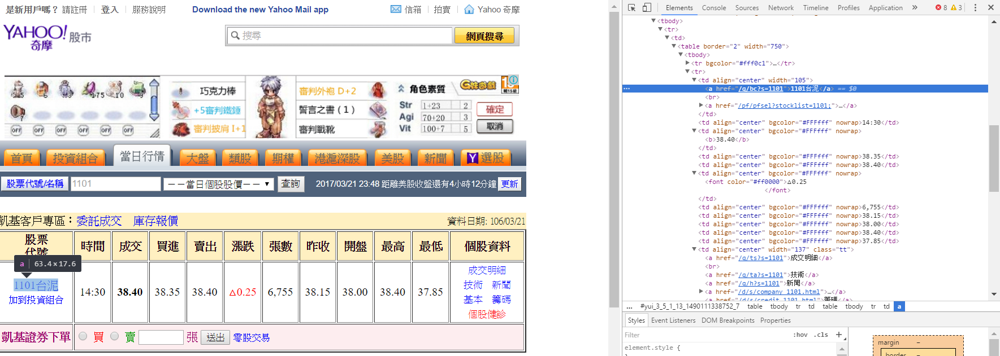 是新用戶嗎？ 請註冊 登入 服務說明 Download the new Yahoo Mail app 信箱 拍賣 Yahoo 奇摩
YAHOO! 奇摩 股市
搜尋 網頁搜尋
175 10 巧克力棒 審判外袍 D+2 角色素質
+5審判鐵錘 誓言之書 ( 1 ) Str 1+23 2 確定
7 Agi 70+20 3
OFF OFF OFF OFF OFF OFF 審判披肩 I+1 審判戰靴 Vit 100+7 5 取消
首頁 投資組合 當日行情 大盤 類股 期權 港滬深股 美股 新聞 Y選股
股票代號/名稱 1101 －－當日個股股價－－ 查詢 2017/03/21 23:48 距離美股收盤還有4小時12分鐘 更新
凱基客戶專區： 委託成交 庫存報價 資料日期: 106/03/21
股票代號 時間 成交 買進 賣出 漲跌 張數 昨收 開盤 最高 最低 個股資料
a 63.4×17.6
1101台泥 14:30 38.40 38.35 38.40 △0.25 6,755 38.15 38.00 38.40 37.85
加到投資組合
成交明細
技術 新聞
基本 籌碼
個股健診
凱基證券下單 買 賣 張 送出 零股交易
Elements Console Sources Network Timeline Profiles Application » 8 3
<tbody>
<tr>
<td>
<table border="2" width="750">
<tbody>
<tr bgcolor="#fff0c1">…</tr>
<tr>
<td align="center" width="105">
<a href="/q/bc?s=1101">1101台泥</a> == $0
<br>
<a href="/pf/pfsel?stocklist=1101;">…</a>
</td>
<td align="center" bgcolor="#FFFfff" nowrap>14:30</td>
<td align="center" bgcolor="#FFFfff" nowrap>
<b>38.40</b>
</td>
<td align="center" bgcolor="#FFFfff" nowrap>38.35</td>
<td align="center" bgcolor="#FFFfff" nowrap>38.40</td>
<td align="center" bgcolor="#FFFfff" nowrap>
<font color="#ff0000">△0.25
</font>
</td>
<td align="center" bgcolor="#FFFfff" nowrap>6,755</td>
<td align="center" bgcolor="#FFFfff" nowrap>38.15</td>
<td align="center" bgcolor="#FFFfff" nowrap>38.00</td>
<td align="center" bgcolor="#FFFfff" nowrap>38.40</td>
<td align="center" bgcolor="#FFFfff" nowrap>37.85</td>
<td align="center" width="137" class="tt">
<a href="/q/ts?s=1101">成交明細</a>
<br>
<a href="/q/ta?s=1101">技術</a>
<a href="/q/h?s=1101">新聞</a>
<a href="/d/s/company_1101.html">…</a>
<a href="/d/s/credit_1101.html">籌碼</a>
... #yui_3_5_1_13_1490111338752_7 table tbody tr td table tbody tr td a
Styles Event Listeners DOM Breakpoints Properties
Filter :hov .cls +
element.style {
margin –
border –